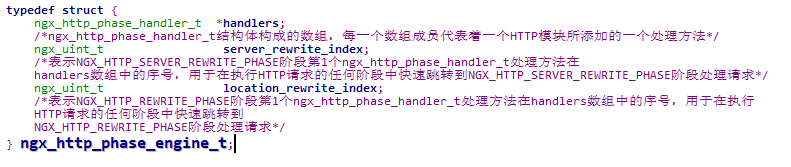 typedef struct {
ngx_http_phase_handler_t *handlers;
/*ngx_http_phase_handler_t结构体构成的数组，每一个数组成员代表着一个HTTP模块所添加的一个处理方法*/
ngx_uint_t server_rewrite_index;
/*表示NGX_HTTP_SERVER_REWRITE_PHASE阶段第1个ngx_http_phase_handler_t处理方法在
handlers数组中的序号，用于在执行HTTP请求的任何阶段中快速跳转到NGX_HTTP_SERVER_REWRITE_PHASE阶段处理请求*/
ngx_uint_t location_rewrite_index;
/*表示NGX_HTTP_REWRITE_PHASE阶段第1个ngx_http_phase_handler_t处理方法在handlers数组中的序号，用于在执行
HTTP请求的任何阶段中快速跳转到
NGX_HTTP_REWRITE_PHASE阶段处理请求*/
} ngx_http_phase_engine_t;